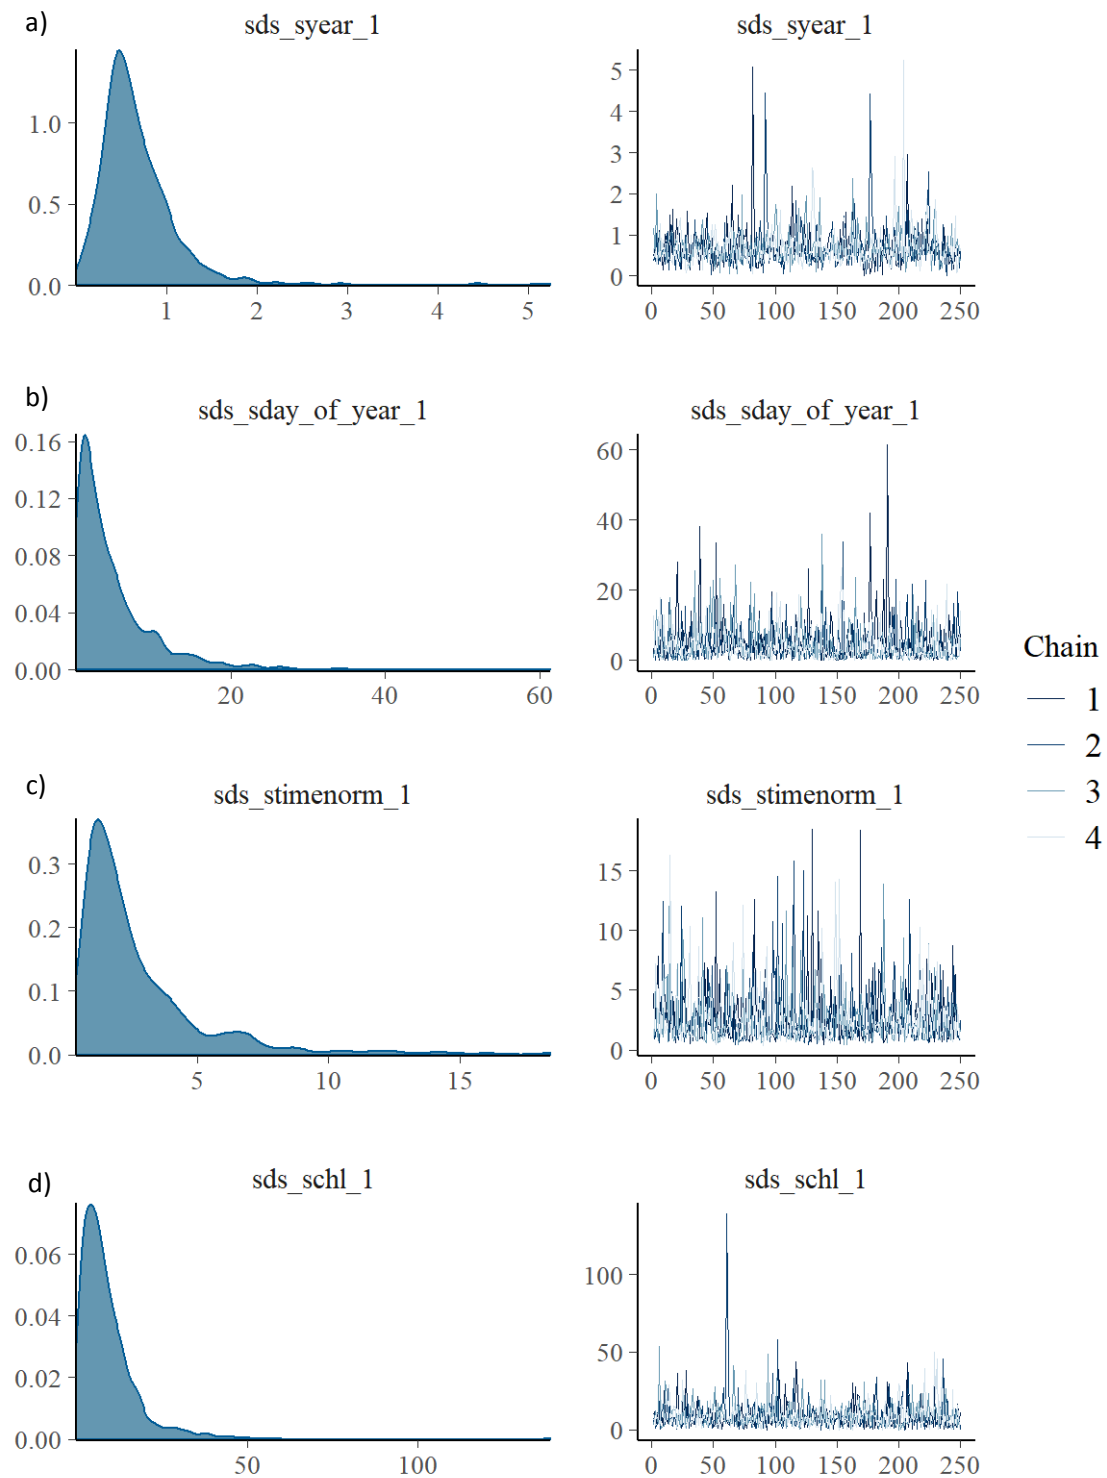 a)
sds_syear_1
sds_syear_1
1.0
0.5
0.0
1 2 3 4 5
5
4
3
2
1
0
0 50 100 150 200 250
b)
sds_sday_of_year_1
sds_sday_of_year_1
0.16
0.12
0.08
0.04
0.00
20 40 60
60
40
20
0
0 50 100 150 200 250
Chain
1
2
3
4
c)
sds_stimenorm_1
sds_stimenorm_1
0.3
0.2
0.1
0.0
5 10 15
15
10
5
0
0 50 100 150 200 250
d)
sds_schl_1
sds_schl_1
0.06
0.04
0.02
0.00
50 100
100
50
0
0 50 100 150 200 250